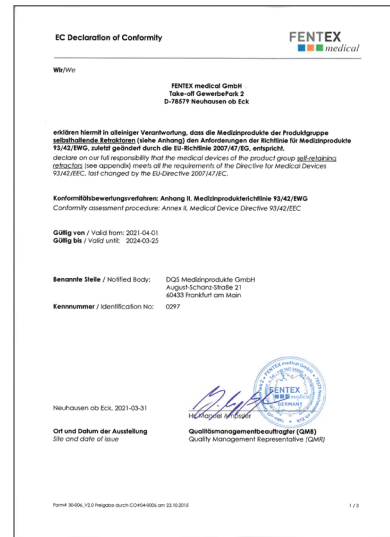 EC Declaration of Conformity
FENTEX
medical
Wir/We
FENTEX medical GmbH
Take-off GewerbePark 2
D-78579 Neuhausen ob Eck
erklären hiermit in alleiniger Verantwortung, dass die Medizinprodukte der Produktgruppe
selbsthaltende Retraktoren (siehe Anhang) den Anforderungen der Richtlinie für Medizinprodukte
93/42/EWG, zuletzt geändert durch die EU-Richtlinie 2007/47/EG, entspricht.
declare on our full responsibility that the medical devices of the product group self-retaining
retractors (see appendix) meets all the requirements of the Directive for Medical Devices
93/42/EEC, last changed by the EU-Directive 2007/47/EC.
Konformitätsbewertungsverfahren: Anhang II. Medizinprodukterichtlinie 93/42/EWG
Conformity assessment procedure: Annex II. Medical Device Directive 93/42/EEC
Gültig von / Valid from: 2021-04-01
Gültig bis / Valid until: 2024-03-25
Benannte Stelle / Notified Body: DQS Medizinprodukte GmbH
August-Schanz-Straße 21
60433 Frankfurt am Main
Kennnummer / Identification No: 0297
FENTEX
medical
GERMANY
Neuhausen ob Eck, 2021-03-31
Ort und Datum der Ausstellung
Site and date of issue
Qualitätsmanagementbeauftragter (QMB)
Quality Management Representative (QMR)
Form# 30-006_V2.0 Freigabe durch CO#04-0006 am 23.10.2015
1 / 3